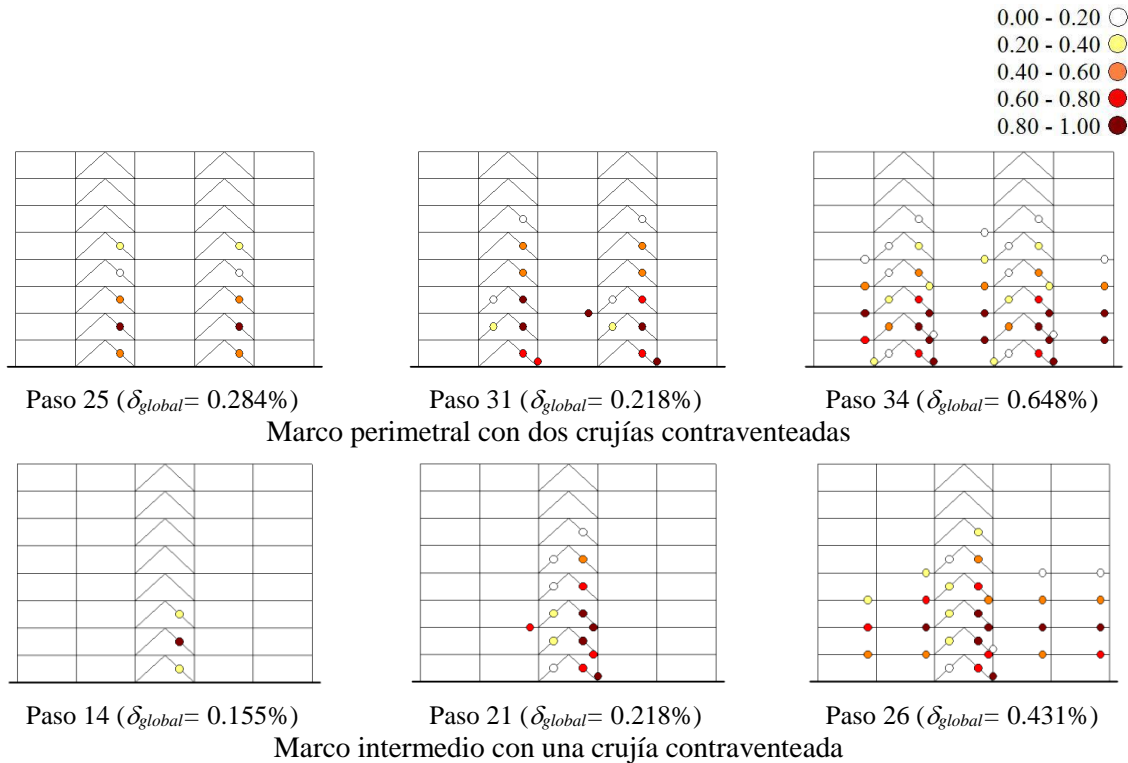 0.00 - 0.20
0.20 - 0.40
0.40 - 0.60
0.60 - 0.80
0.80 - 1.00
Paso 25 (δglobal= 0.284%)
Paso 31 (δglobal= 0.218%)
Paso 34 (δglobal= 0.648%)
Marco perimetral con dos crujías contraventeadas
Paso 14 (δglobal= 0.155%)
Paso 21 (δglobal= 0.218%)
Paso 26 (δglobal= 0.431%)
Marco intermedio con una crujía contraventeada